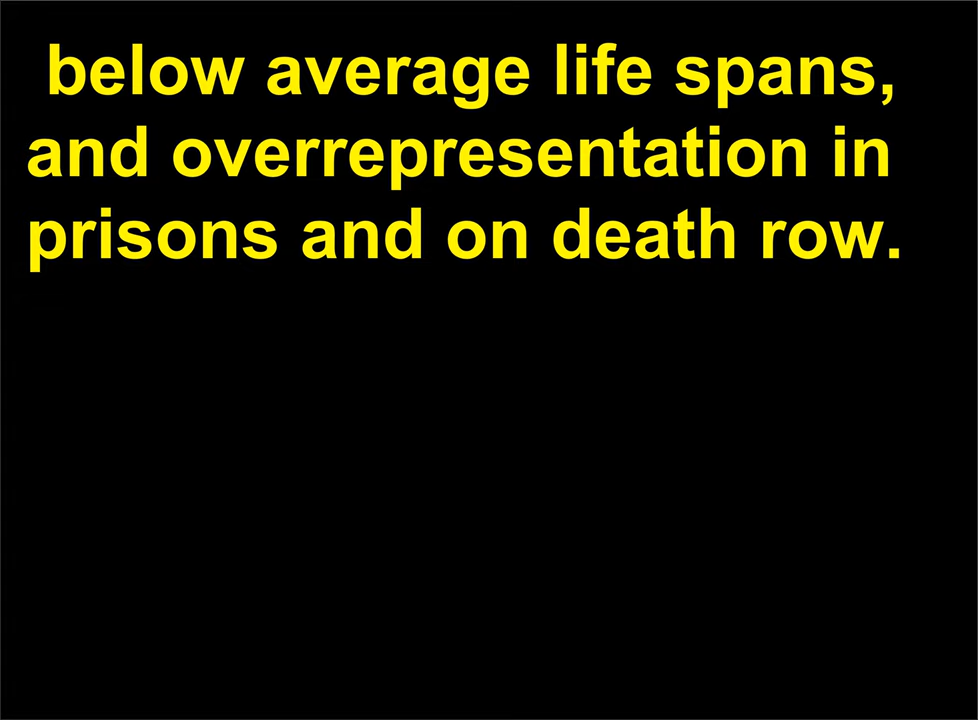 below average life spans,
and overrepresentation in
prisons and on death row.